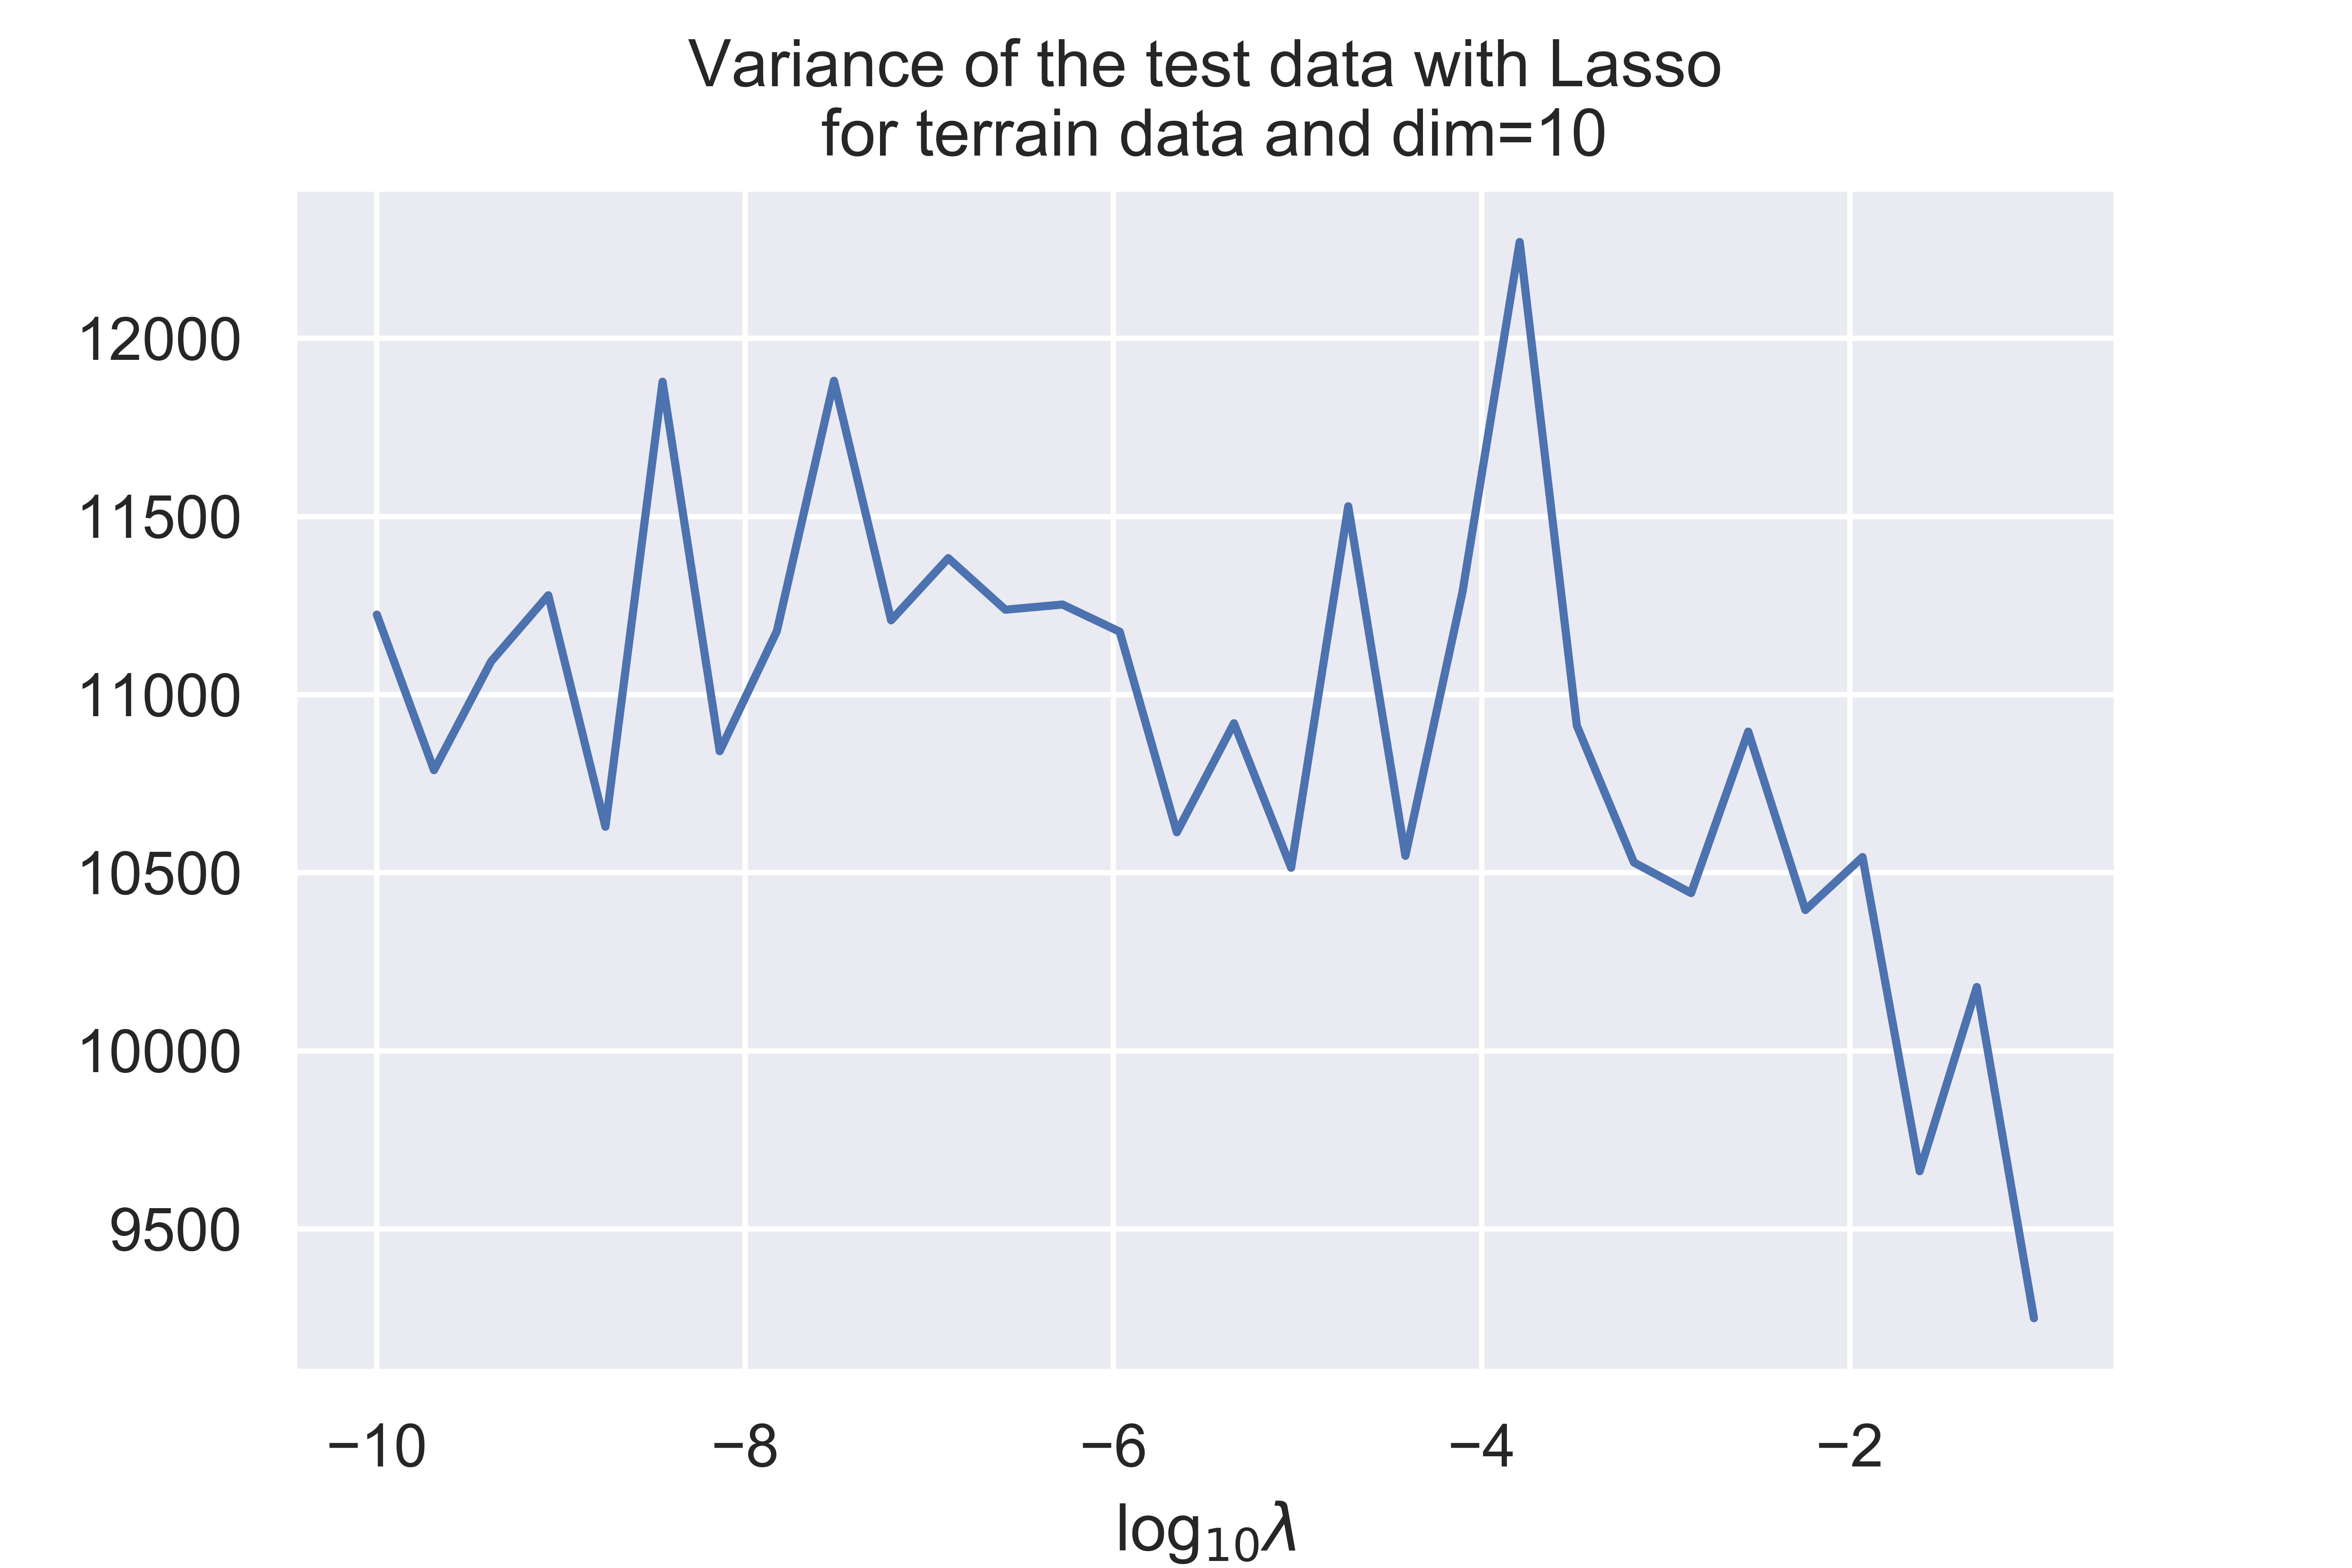 Variance of the test data with Lasso
for terrain data and dim=10
12000
11500
11000
10500
10000
9500
−10 −8 −6 −4 −2
log₁₀λ